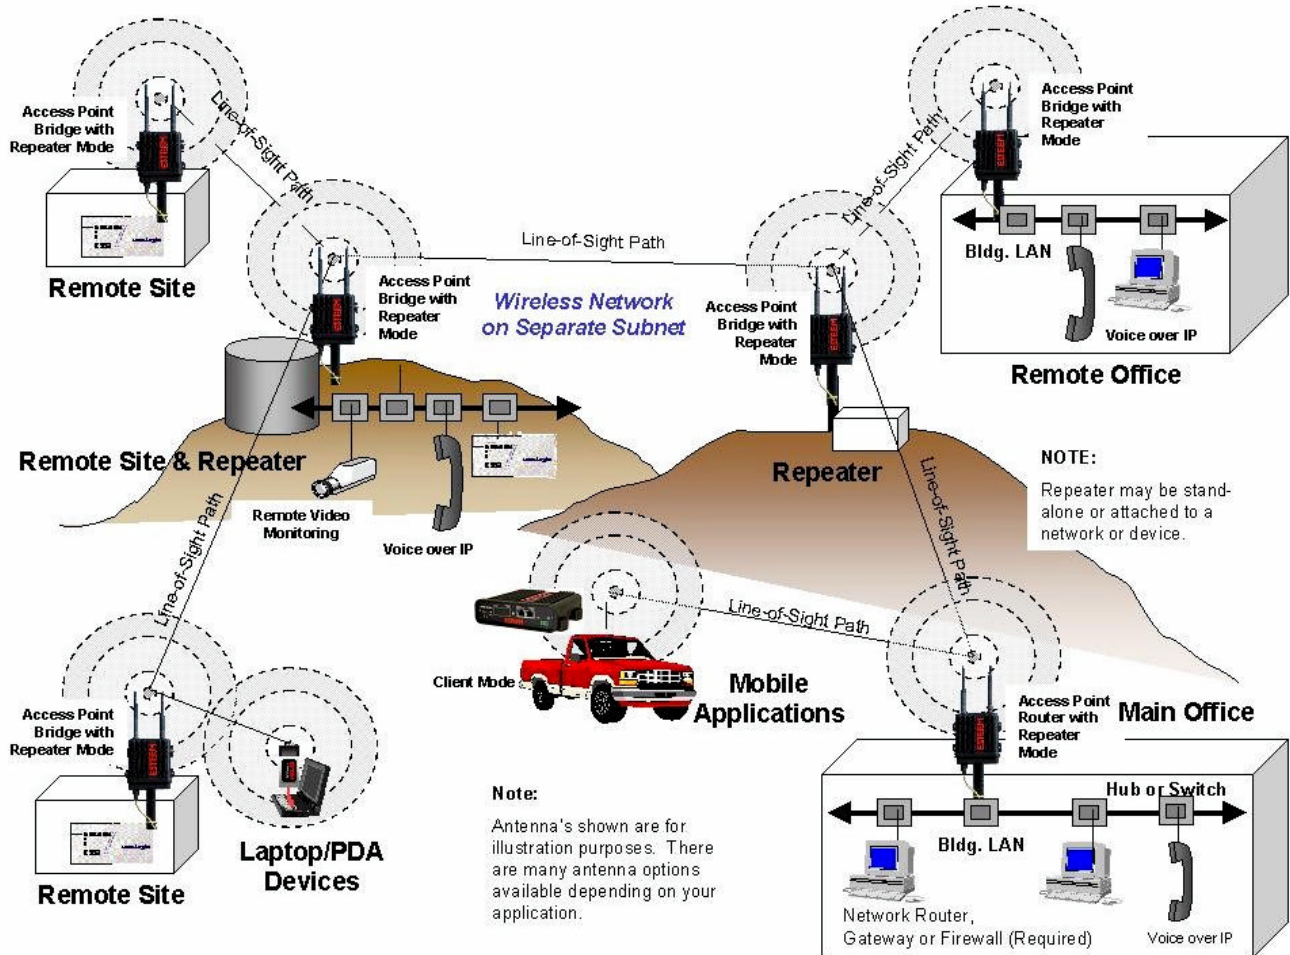 Access Point
Bridge with
Repeater Mode
Line-of-Sight Path
Remote Site
Access Point
Bridge with
Repeater
Mode
Line-of-Sight Path
Bldg. LAN
Voice over IP
Remote Office
Line-of-Sight Path
Access Point
Bridge with
Repeater
Mode
Wireless Network
on Separate Subnet
Access Point
Bridge with
Repeater
Mode
Remote Site & Repeater
Remote Video
Monitoring
Voice over IP
Repeater
Line-of-Sight Path
NOTE:
Repeater may be stand-
alone or attached to a
network or device.
Line-of-Sight Path
Line-of-Sight Path
Client Mode
Mobile
Applications
Access Point
Router with
Repeater
Mode
Main Office
Access Point
Bridge with
Repeater Mode
Remote Site
Laptop/PDA
Devices
Note:
Antenna's shown are for
illustration purposes. There
are many antenna options
available depending on your
application.
Hub or Switch
Bldg. LAN
Network Router,
Gateway or Firewall (Required)
Voice over IP
ESTEEM
ESTEEM
ESTEEM
ESTEEM
ESTEEM
ESTEEM